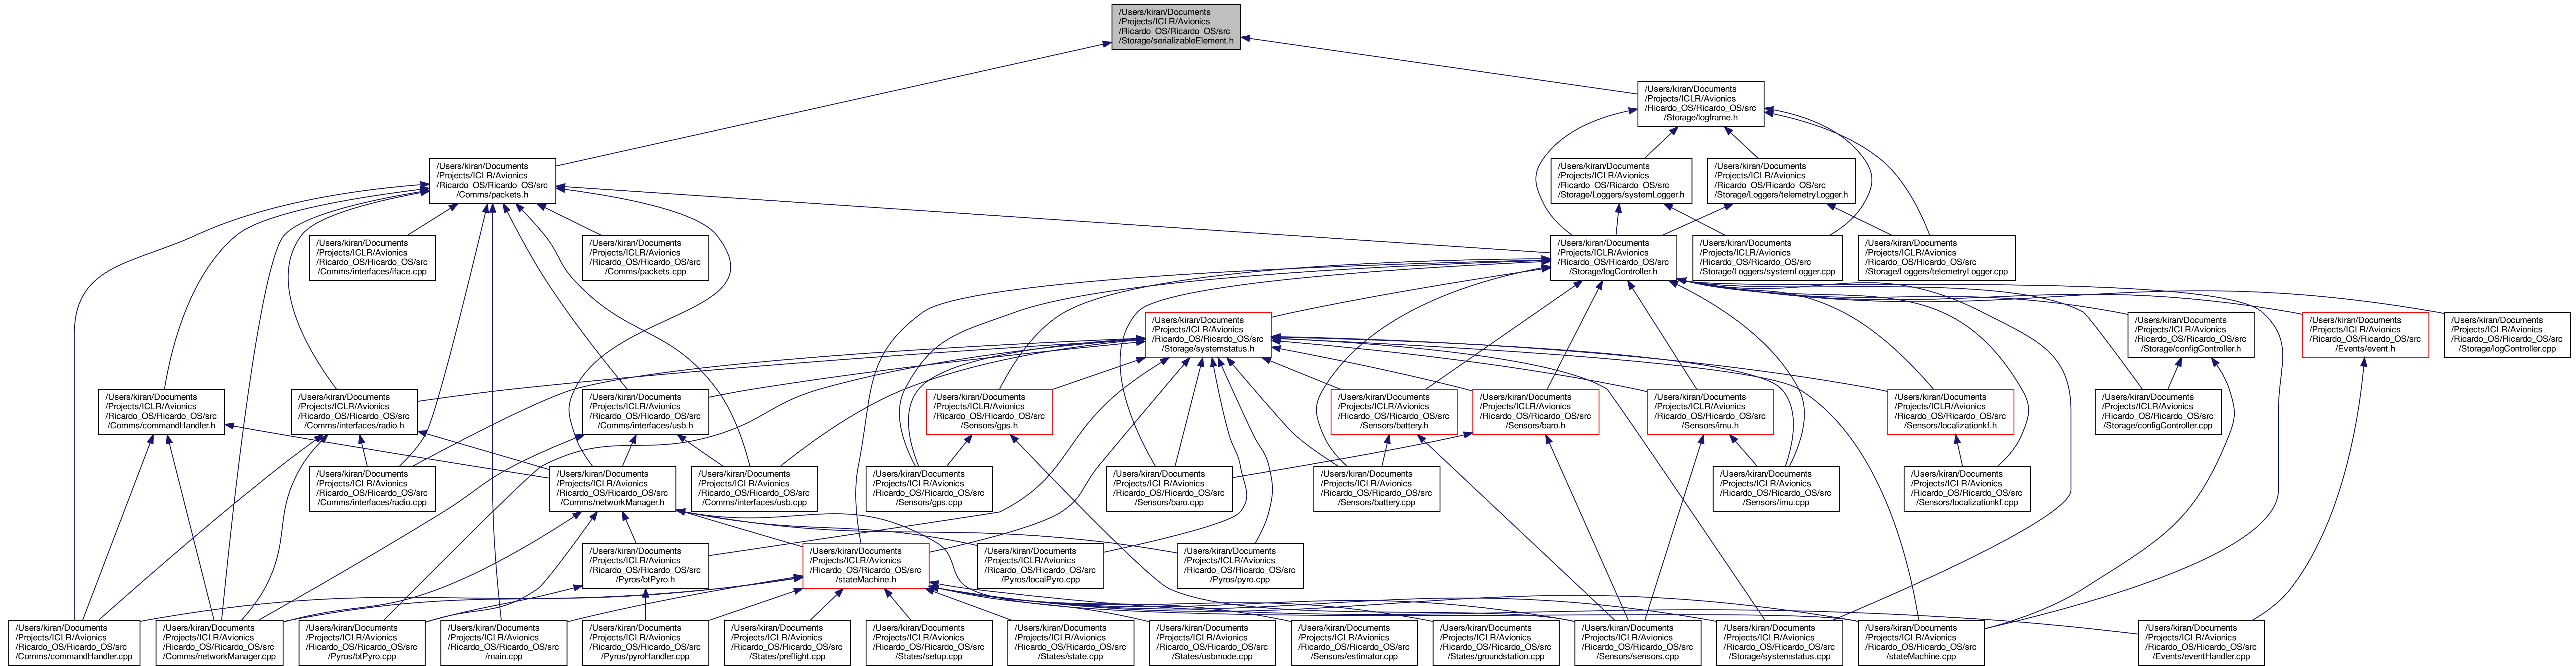 /Users/kiran/Documents
/Projects/ICLR/Avionics
/Ricardo_OS/Ricardo_OS/src
/Storage/serializableElement.h
/Users/kiran/Documents
/Projects/ICLR/Avionics
/Ricardo_OS/Ricardo_OS/src
/Storage/logframe.h
/Users/kiran/Documents
/Projects/ICLR/Avionics
/Ricardo_OS/Ricardo_OS/src
/Comms/packets.h
/Users/kiran/Documents
/Projects/ICLR/Avionics
/Ricardo_OS/Ricardo_OS/src
/Storage/Loggers/systemLogger.h
/Users/kiran/Documents
/Projects/ICLR/Avionics
/Ricardo_OS/Ricardo_OS/src
/Storage/Loggers/telemetryLogger.h
/Users/kiran/Documents
/Projects/ICLR/Avionics
/Ricardo_OS/Ricardo_OS/src
/Comms/interfaces/iface.cpp
/Users/kiran/Documents
/Projects/ICLR/Avionics
/Ricardo_OS/Ricardo_OS/src
/Comms/packets.cpp
/Users/kiran/Documents
/Projects/ICLR/Avionics
/Ricardo_OS/Ricardo_OS/src
/Storage/logController.h
/Users/kiran/Documents
/Projects/ICLR/Avionics
/Ricardo_OS/Ricardo_OS/src
/Storage/Loggers/systemLogger.cpp
/Users/kiran/Documents
/Projects/ICLR/Avionics
/Ricardo_OS/Ricardo_OS/src
/Storage/Loggers/telemetryLogger.cpp
/Users/kiran/Documents
/Projects/ICLR/Avionics
/Ricardo_OS/Ricardo_OS/src
/Storage/systemstatus.h
/Users/kiran/Documents
/Projects/ICLR/Avionics
/Ricardo_OS/Ricardo_OS/src
/Storage/configController.h
/Users/kiran/Documents
/Projects/ICLR/Avionics
/Ricardo_OS/Ricardo_OS/src
/Events/event.h
/Users/kiran/Documents
/Projects/ICLR/Avionics
/Ricardo_OS/Ricardo_OS/src
/Storage/logController.cpp
/Users/kiran/Documents
/Projects/ICLR/Avionics
/Ricardo_OS/Ricardo_OS/src
/Comms/commandHandler.h
/Users/kiran/Documents
/Projects/ICLR/Avionics
/Ricardo_OS/Ricardo_OS/src
/Comms/interfaces/radio.h
/Users/kiran/Documents
/Projects/ICLR/Avionics
/Ricardo_OS/Ricardo_OS/src
/Comms/interfaces/usb.h
/Users/kiran/Documents
/Projects/ICLR/Avionics
/Ricardo_OS/Ricardo_OS/src
/Sensors/gps.h
/Users/kiran/Documents
/Projects/ICLR/Avionics
/Ricardo_OS/Ricardo_OS/src
/Sensors/battery.h
/Users/kiran/Documents
/Projects/ICLR/Avionics
/Ricardo_OS/Ricardo_OS/src
/Sensors/baro.h
/Users/kiran/Documents
/Projects/ICLR/Avionics
/Ricardo_OS/Ricardo_OS/src
/Sensors/imu.h
/Users/kiran/Documents
/Projects/ICLR/Avionics
/Ricardo_OS/Ricardo_OS/src
/Sensors/localizationkf.h
/Users/kiran/Documents
/Projects/ICLR/Avionics
/Ricardo_OS/Ricardo_OS/src
/Storage/configController.cpp
/Users/kiran/Documents
/Projects/ICLR/Avionics
/Ricardo_OS/Ricardo_OS/src
/Comms/interfaces/radio.cpp
/Users/kiran/Documents
/Projects/ICLR/Avionics
/Ricardo_OS/Ricardo_OS/src
/Comms/networkManager.h
/Users/kiran/Documents
/Projects/ICLR/Avionics
/Ricardo_OS/Ricardo_OS/src
/Comms/interfaces/usb.cpp
/Users/kiran/Documents
/Projects/ICLR/Avionics
/Ricardo_OS/Ricardo_OS/src
/Sensors/gps.cpp
/Users/kiran/Documents
/Projects/ICLR/Avionics
/Ricardo_OS/Ricardo_OS/src
/Sensors/baro.cpp
/Users/kiran/Documents
/Projects/ICLR/Avionics
/Ricardo_OS/Ricardo_OS/src
/Sensors/battery.cpp
/Users/kiran/Documents
/Projects/ICLR/Avionics
/Ricardo_OS/Ricardo_OS/src
/Sensors/imu.cpp
/Users/kiran/Documents
/Projects/ICLR/Avionics
/Ricardo_OS/Ricardo_OS/src
/Sensors/localizationkf.cpp
/Users/kiran/Documents
/Projects/ICLR/Avionics
/Ricardo_OS/Ricardo_OS/src
/Pyros/btPyro.h
/Users/kiran/Documents
/Projects/ICLR/Avionics
/Ricardo_OS/Ricardo_OS/src
/stateMachine.h
/Users/kiran/Documents
/Projects/ICLR/Avionics
/Ricardo_OS/Ricardo_OS/src
/Pyros/localPyro.cpp
/Users/kiran/Documents
/Projects/ICLR/Avionics
/Ricardo_OS/Ricardo_OS/src
/Pyros/pyro.cpp
/Users/kiran/Documents
/Projects/ICLR/Avionics
/Ricardo_OS/Ricardo_OS/src
/Comms/commandHandler.cpp
/Users/kiran/Documents
/Projects/ICLR/Avionics
/Ricardo_OS/Ricardo_OS/src
/Comms/networkManager.cpp
/Users/kiran/Documents
/Projects/ICLR/Avionics
/Ricardo_OS/Ricardo_OS/src
/Pyros/btPyro.cpp
/Users/kiran/Documents
/Projects/ICLR/Avionics
/Ricardo_OS/Ricardo_OS/src
/main.cpp
/Users/kiran/Documents
/Projects/ICLR/Avionics
/Ricardo_OS/Ricardo_OS/src
/Pyros/pyroHandler.cpp
/Users/kiran/Documents
/Projects/ICLR/Avionics
/Ricardo_OS/Ricardo_OS/src
/States/preflight.cpp
/Users/kiran/Documents
/Projects/ICLR/Avionics
/Ricardo_OS/Ricardo_OS/src
/States/setup.cpp
/Users/kiran/Documents
/Projects/ICLR/Avionics
/Ricardo_OS/Ricardo_OS/src
/States/state.cpp
/Users/kiran/Documents
/Projects/ICLR/Avionics
/Ricardo_OS/Ricardo_OS/src
/States/usbmode.cpp
/Users/kiran/Documents
/Projects/ICLR/Avionics
/Ricardo_OS/Ricardo_OS/src
/Sensors/estimator.cpp
/Users/kiran/Documents
/Projects/ICLR/Avionics
/Ricardo_OS/Ricardo_OS/src
/States/groundstation.cpp
/Users/kiran/Documents
/Projects/ICLR/Avionics
/Ricardo_OS/Ricardo_OS/src
/Sensors/sensors.cpp
/Users/kiran/Documents
/Projects/ICLR/Avionics
/Ricardo_OS/Ricardo_OS/src
/Storage/systemstatus.cpp
/Users/kiran/Documents
/Projects/ICLR/Avionics
/Ricardo_OS/Ricardo_OS/src
/stateMachine.cpp
/Users/kiran/Documents
/Projects/ICLR/Avionics
/Ricardo_OS/Ricardo_OS/src
/Events/eventHandler.cpp